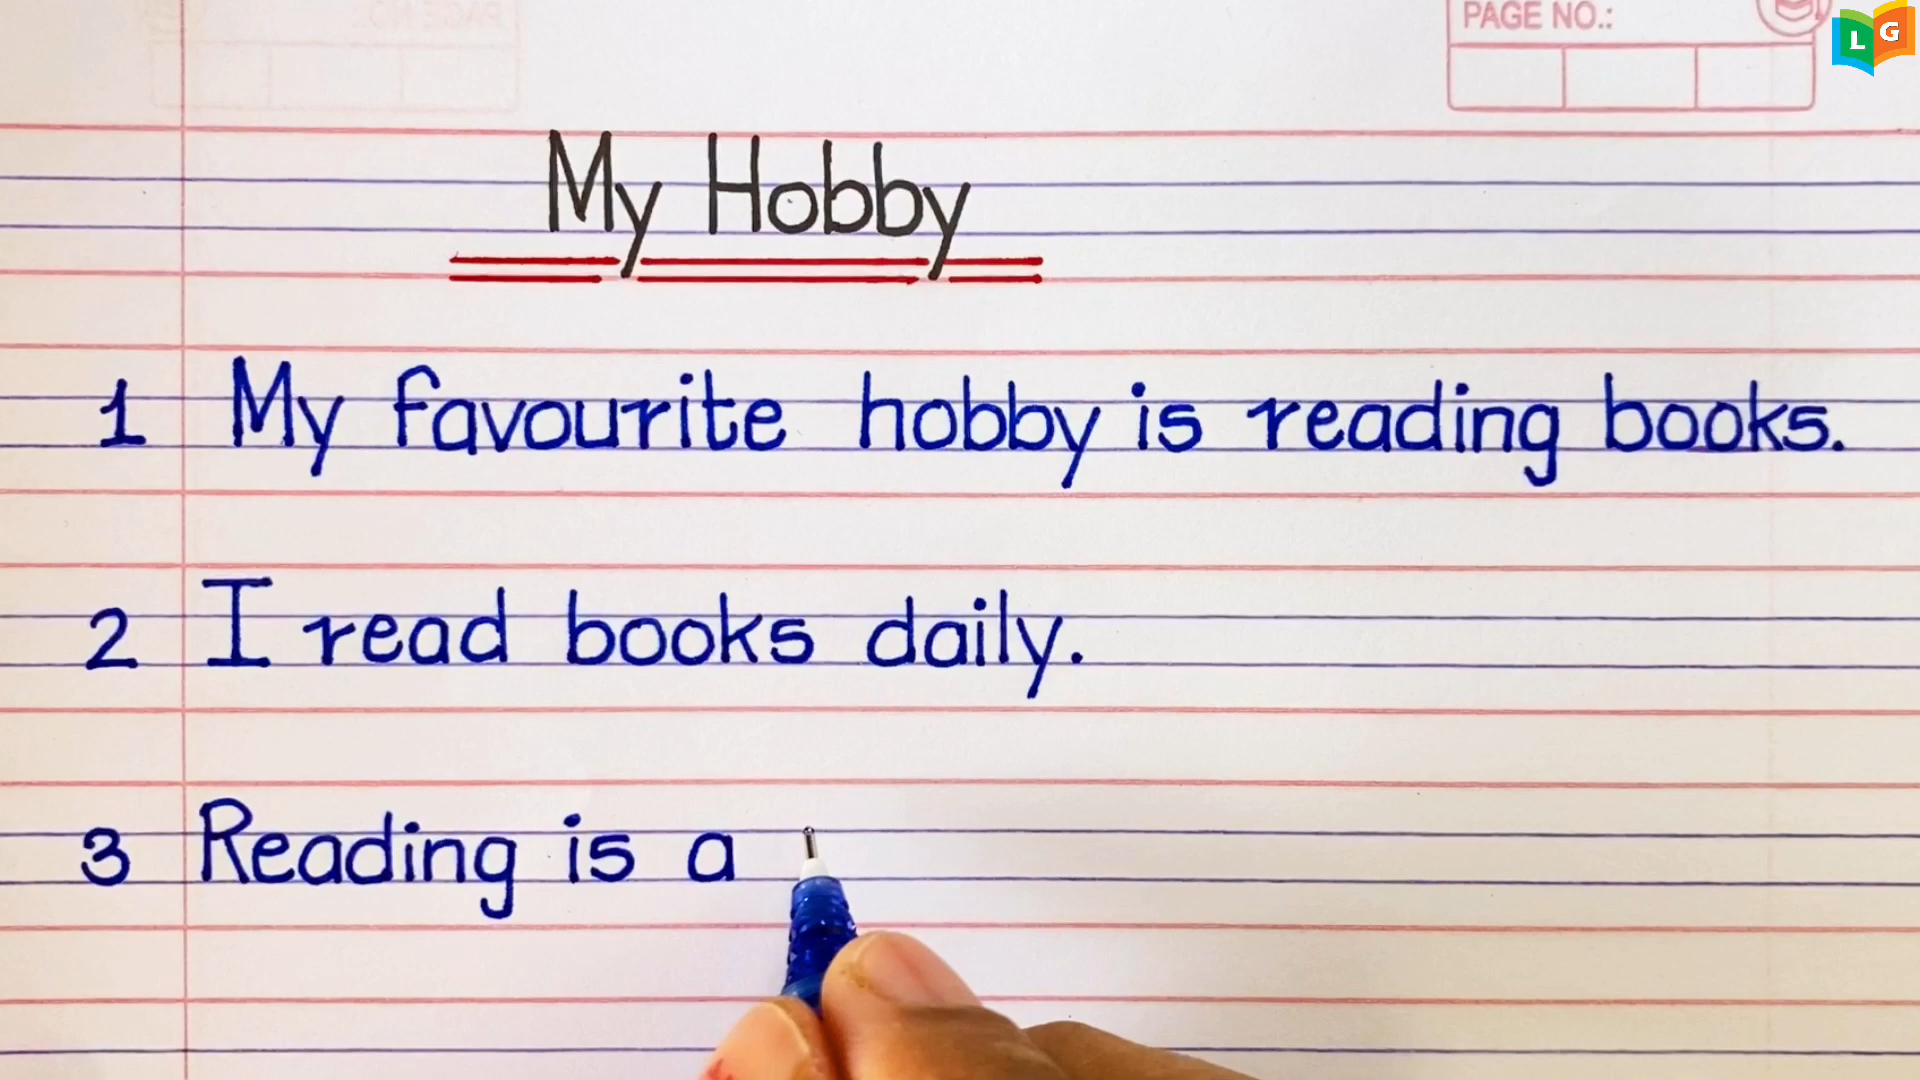 PAGE NO.:
L G
My Hobby
1 My favourite hobby is reading books.
2 I read books daily.
3 Reading is a